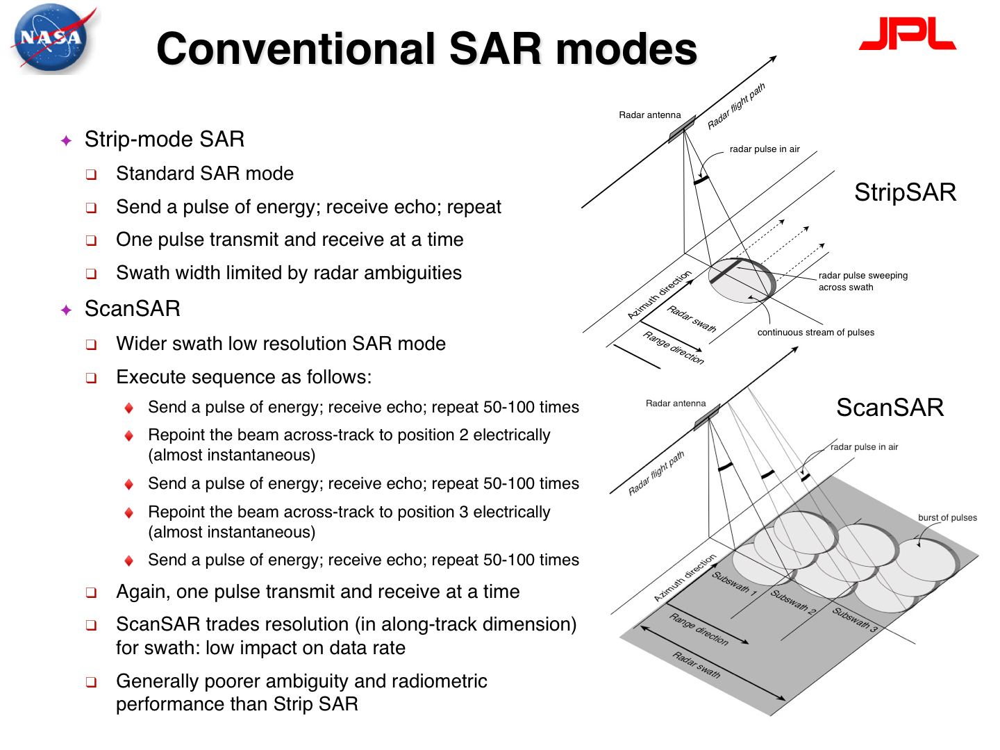 NASA
Conventional SAR modes
JPL
Strip-mode SAR
Standard SAR mode
Send a pulse of energy; receive echo; repeat
One pulse transmit and receive at a time
Swath width limited by radar ambiguities
ScanSAR
Wider swath low resolution SAR mode
Execute sequence as follows:
Send a pulse of energy; receive echo; repeat 50-100 times
Repoint the beam across-track to position 2 electrically
(almost instantaneous)
Send a pulse of energy; receive echo; repeat 50-100 times
Repoint the beam across-track to position 3 electrically
(almost instantaneous)
Send a pulse of energy; receive echo; repeat 50-100 times
Again, one pulse transmit and receive at a time
ScanSAR trades resolution (in along-track dimension)
for swath: low impact on data rate
Generally poorer ambiguity and radiometric
performance than Strip SAR
Radar antenna
Radar flight path
radar pulse in air
StripSAR
radar pulse sweeping
across swath
Azimuth direction
Radar swath
Range direction
continuous stream of pulses
Radar antenna
ScanSAR
Radar flight path
radar pulse in air
burst of pulses
Azimuth direction
Subswath 1
Subswath 2
Subswath 3
Range direction
Radar swath